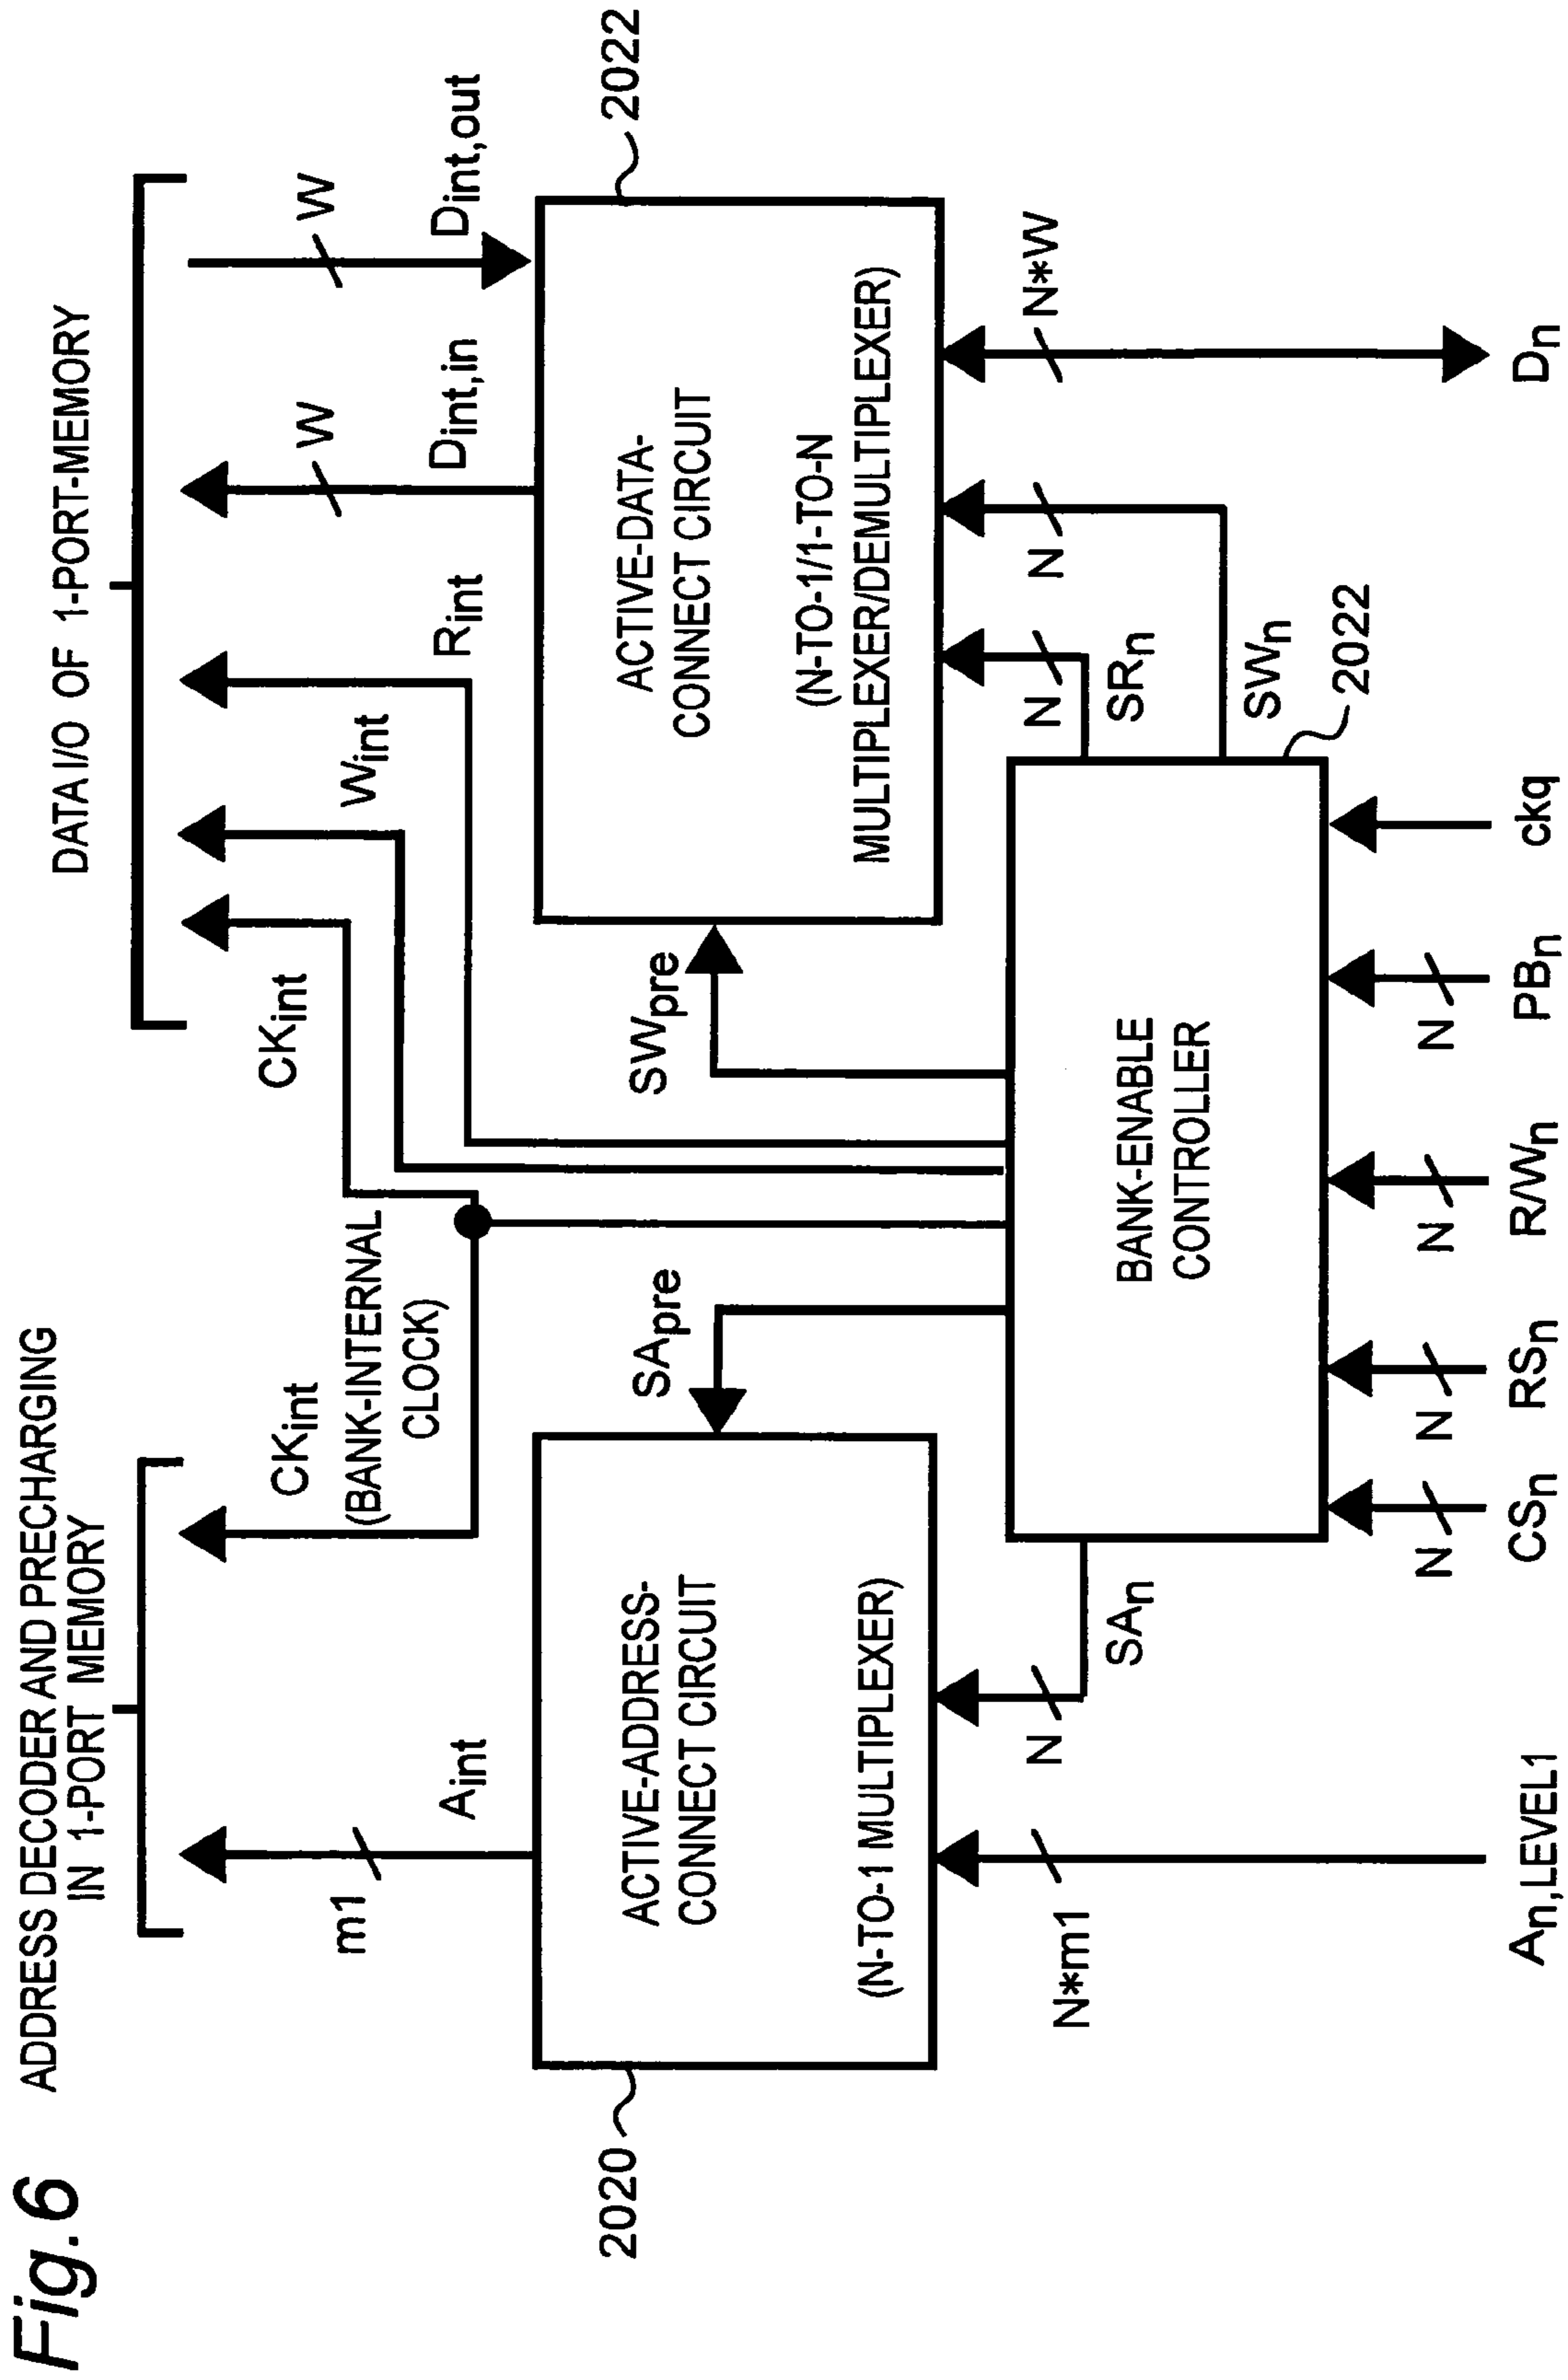 Fig.6
ADDRESS DECODER AND PRECHARGING
IN 1-PORT MEMORY
DATA I/O OF 1-PORT-MEMORY
m1
Aint
CKint
(BANK-INTERNAL
CLOCK)
CKint
Wint
Rint
W
Dint,in
W
Dint,out
2020
ACTIVE-ADDRESS-
CONNECT CIRCUIT
(N-TO-1 MULTIPLEXER)
SApre
SWpre
ACTIVE-DATA-
CONNECT CIRCUIT
(N-TO-1/1-TO-N
MULTIPLEXER/DEMULTIPLEXER)
2022
N*m1
N
SAn
BANK-ENABLE
CONTROLLER
N
SRn
N
SWn
2022
N*W
N
N
N
N
An,LEVEL1
CSn
RSn
R/Wn
PBn
ckq
Dn